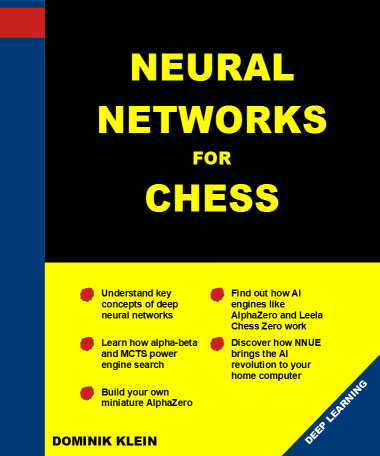 NEURAL
NETWORKS
FOR
CHESS
Understand key
concepts of deep
neural networks
Learn how alpha-beta
and MCTS power
engine search
Build your own
miniature AlphaZero
Find out how AI
engines like
AlphaZero and Leela
Chess Zero work
Discover how NNUE
brings the AI
revolution to your
home computer
DEEP LEARNING
DOMINIK KLEIN